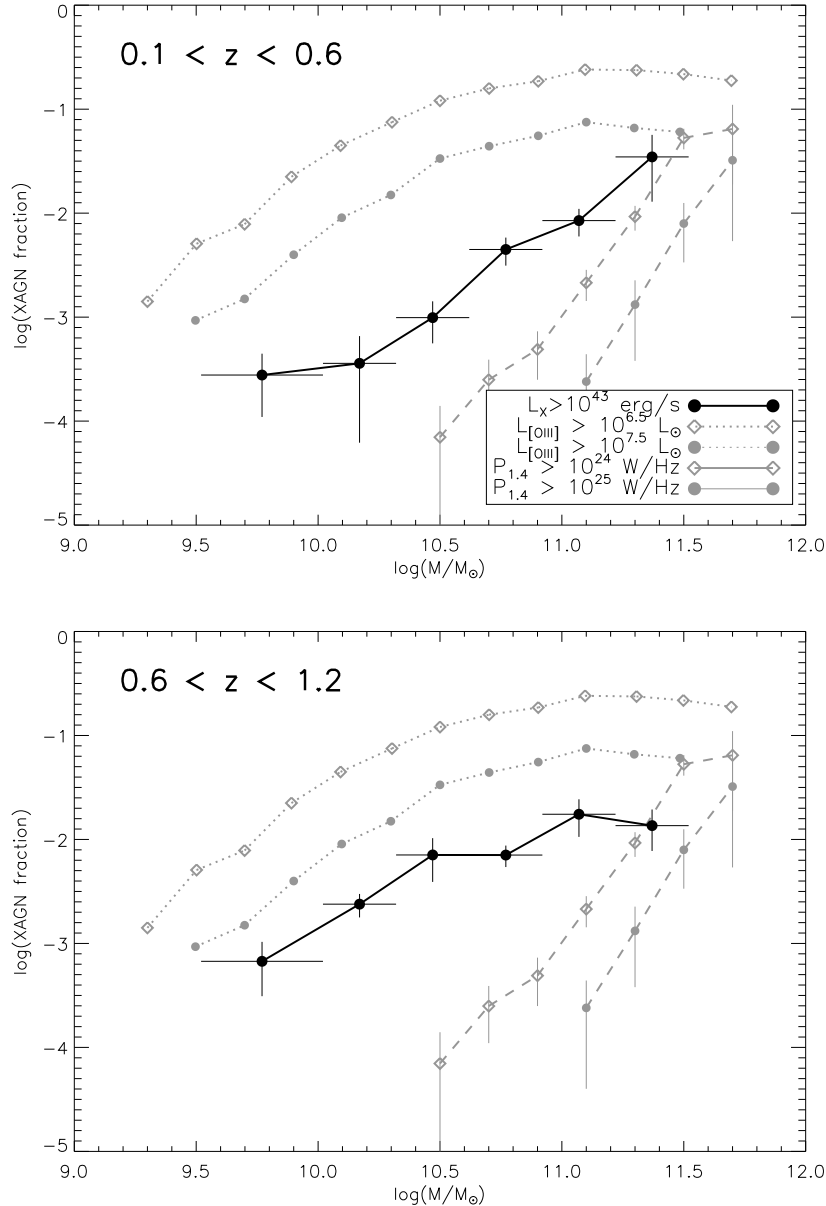 0.1 < z < 0.6
0
-1
-2
-3
-4
-5
log(XAGN fraction)
L_X>10^43 erg/s
L_[OIII] > 10^6.5 L_⊙
L_[OIII] > 10^7.5 L_⊙
P_1.4 > 10^24 W/Hz
P_1.4 > 10^25 W/Hz
9.0 9.5 10.0 10.5 11.0 11.5 12.0
log(M/M_⊙)
0.6 < z < 1.2
0
-1
-2
-3
-4
-5
log(XAGN fraction)
9.0 9.5 10.0 10.5 11.0 11.5 12.0
log(M/M_⊙)